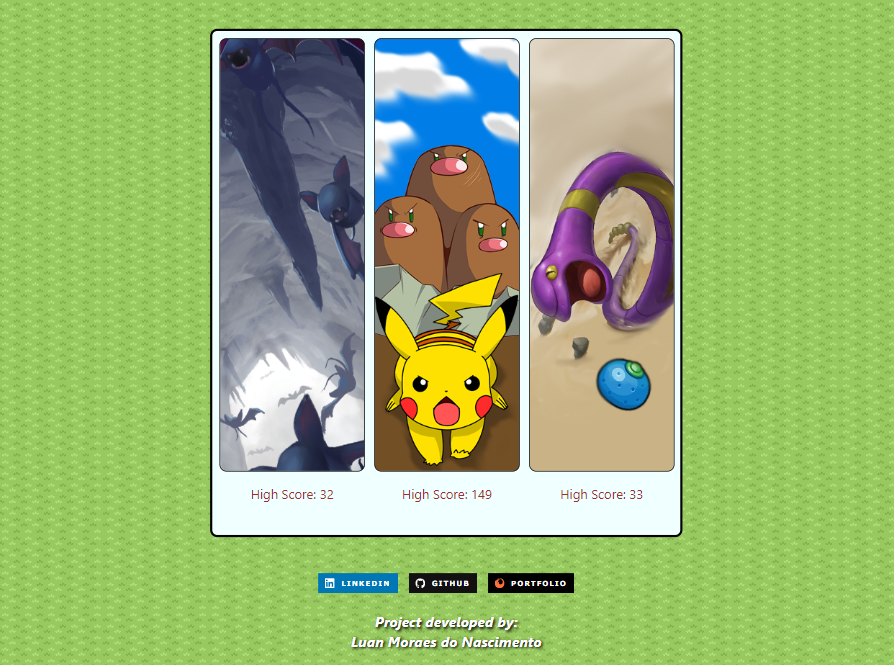 High Score: 32
High Score: 149
High Score: 33
LINKEDIN
GITHUB
PORTFOLIO
Project developed by:
Luan Moraes do Nascimento